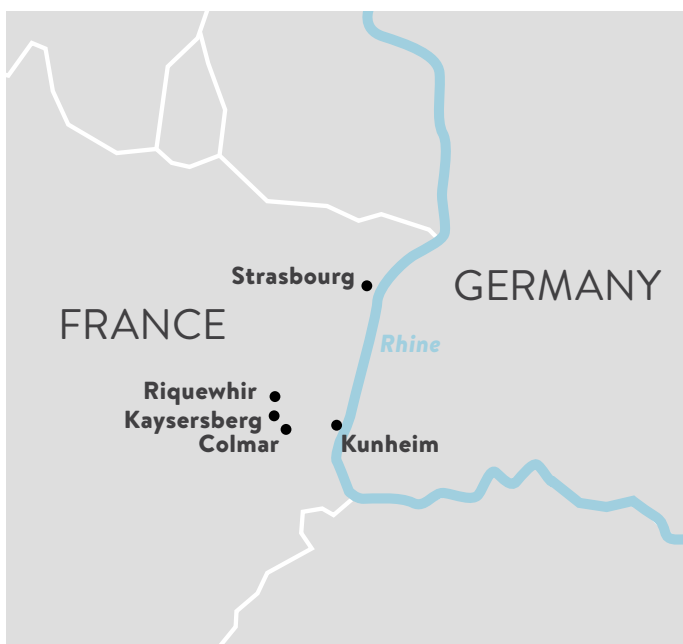 Strasbourg
GERMANY
FRANCE
Rhine
Riquewhir
Kaysersberg
Colmar
Kunheim